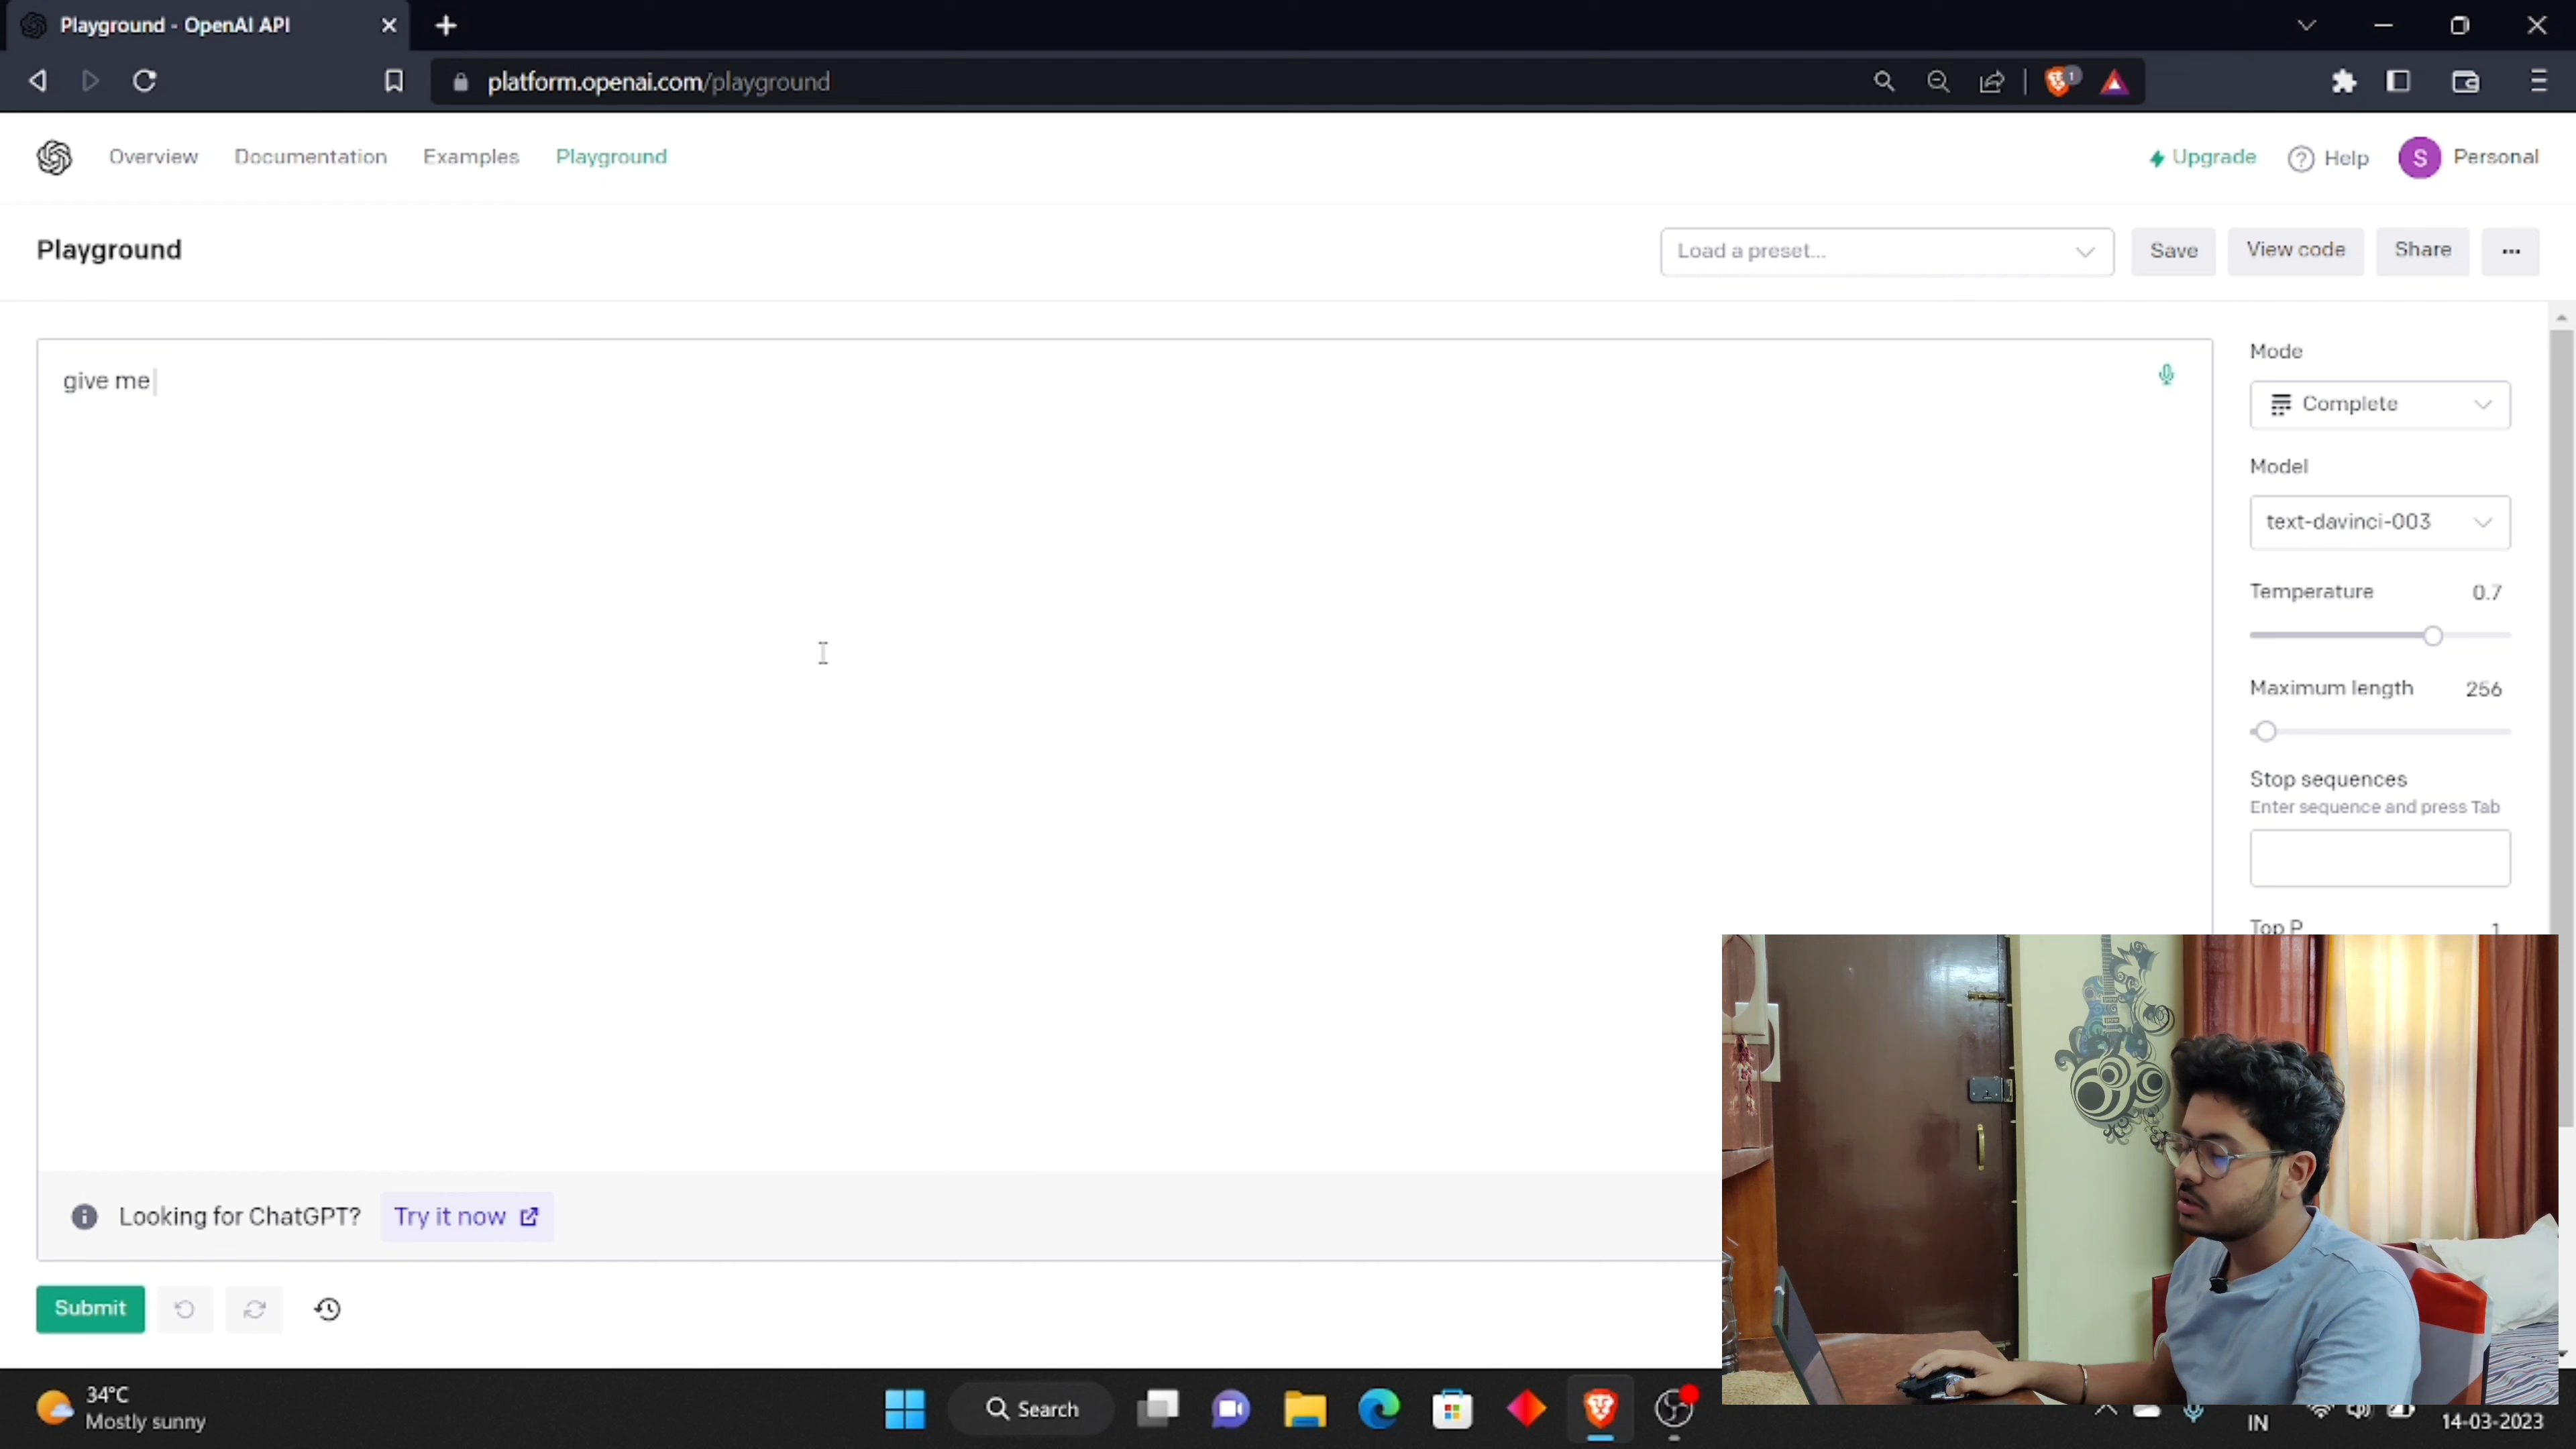 Playground - OpenAI API
platform.openai.com/playground
1
Overview
Documentation
Examples
Playground
Upgrade
Help
S
Personal
Playground
Load a preset...
Save
View code
Share
give me
Mode
Complete
Model
text-davinci-003
Temperature 0.7
Maximum length 256
Stop sequences
Enter sequence and press Tab
Top P 1
Looking for ChatGPT?
Try it now
Submit
34°C
Mostly sunny
Search
IN
14-03-2023